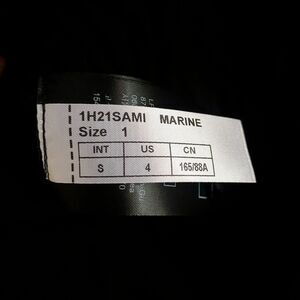 1H21SAMI MARINE
Size 1
INT US CN
S 4 165/88A